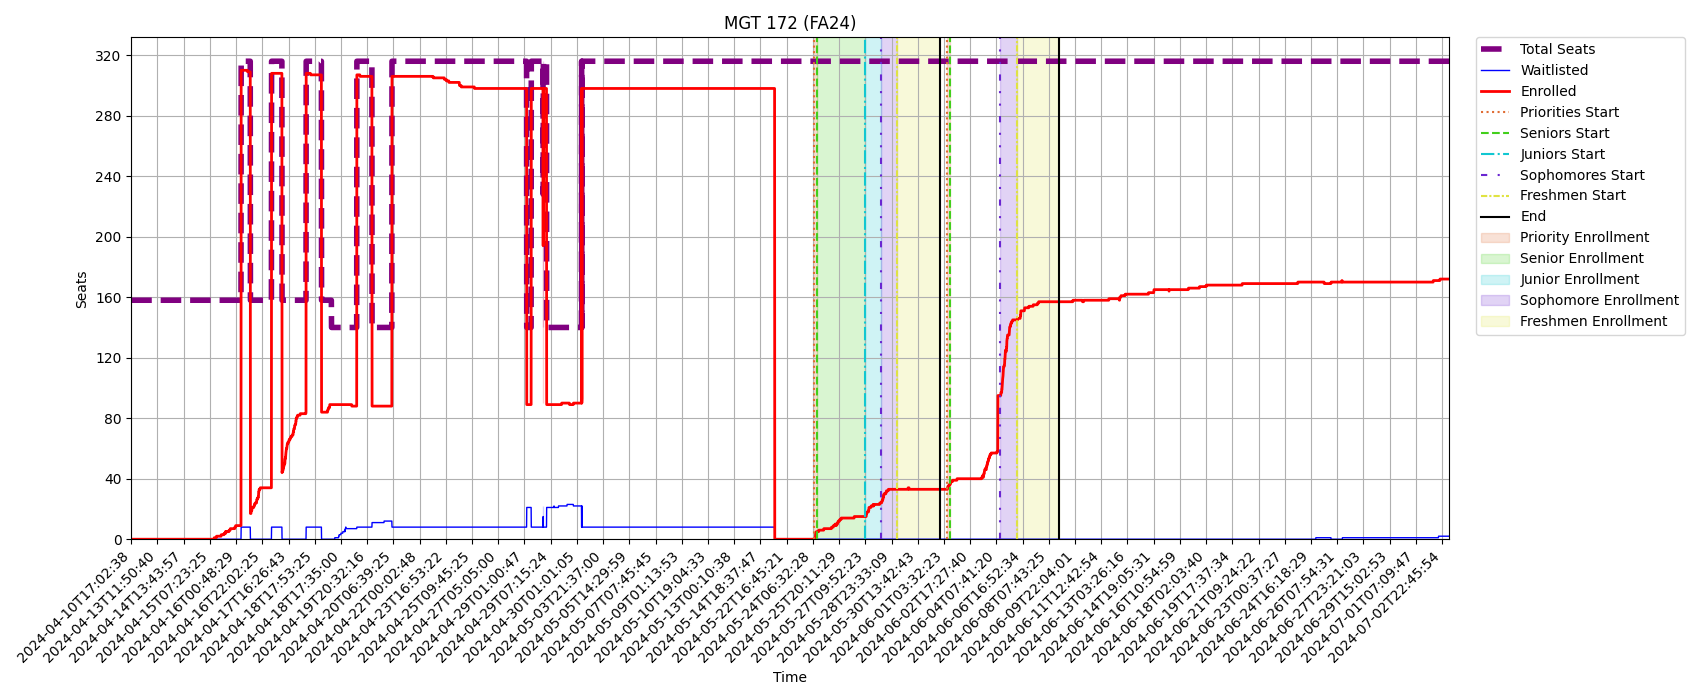 MGT 172 (FA24)
Seats
320
280
240
200
160
120
80
40
0
2024-04-10T17:02:38
2024-04-13T11:50:40
2024-04-14T13:43:57
2024-04-15T07:23:25
2024-04-16T00:48:29
2024-04-16T22:02:25
2024-04-17T16:26:43
2024-04-18T17:53:25
2024-04-18T17:35:00
2024-04-19T20:32:16
2024-04-20T06:39:25
2024-04-22T00:02:48
2024-04-23T16:53:22
2024-04-25T09:45:25
2024-04-27T05:05:00
2024-04-29T01:00:47
2024-04-29T07:15:24
2024-04-30T01:01:05
2024-05-03T21:37:00
2024-05-05T14:29:59
2024-05-07T07:45:45
2024-05-09T01:13:53
2024-05-10T19:04:33
2024-05-13T00:10:38
2024-05-14T18:37:47
2024-05-22T16:45:21
2024-05-24T06:32:28
2024-05-25T20:11:29
2024-05-27T09:52:23
2024-05-28T23:33:09
2024-05-30T13:42:43
2024-06-01T03:32:23
2024-06-02T17:27:40
2024-06-04T07:41:20
2024-06-06T16:52:34
2024-06-08T07:43:25
2024-06-09T22:04:01
2024-06-11T12:42:54
2024-06-13T03:26:16
2024-06-14T19:05:31
2024-06-16T10:54:59
2024-06-18T02:03:40
2024-06-19T17:37:34
2024-06-21T09:24:22
2024-06-23T00:37:27
2024-06-24T16:18:29
2024-06-26T07:54:31
2024-06-27T23:21:03
2024-06-29T15:02:53
2024-07-01T07:09:47
2024-07-02T22:45:54
Time
Total Seats
Waitlisted
Enrolled
Priorities Start
Seniors Start
Juniors Start
Sophomores Start
Freshmen Start
End
Priority Enrollment
Senior Enrollment
Junior Enrollment
Sophomore Enrollment
Freshmen Enrollment